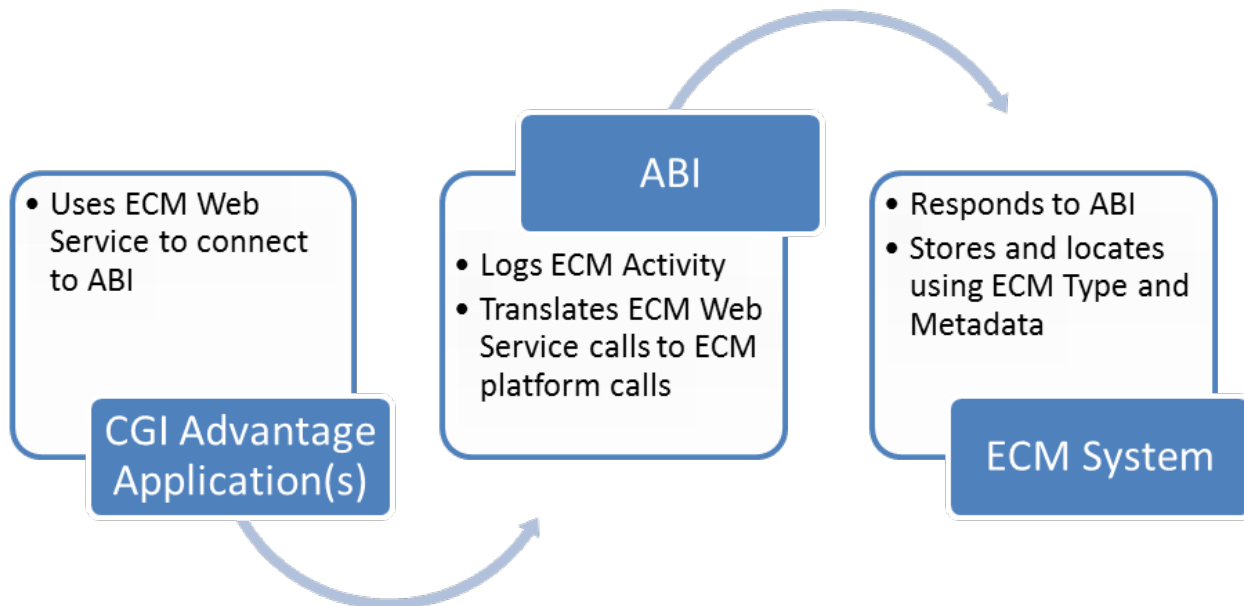 • Uses ECM Web
Service to connect
to ABI
CGI Advantage
Application(s)
ABI
• Logs ECM Activity
• Translates ECM Web
Service calls to ECM
platform calls
• Responds to ABI
• Stores and locates
using ECM Type and
Metadata
ECM System